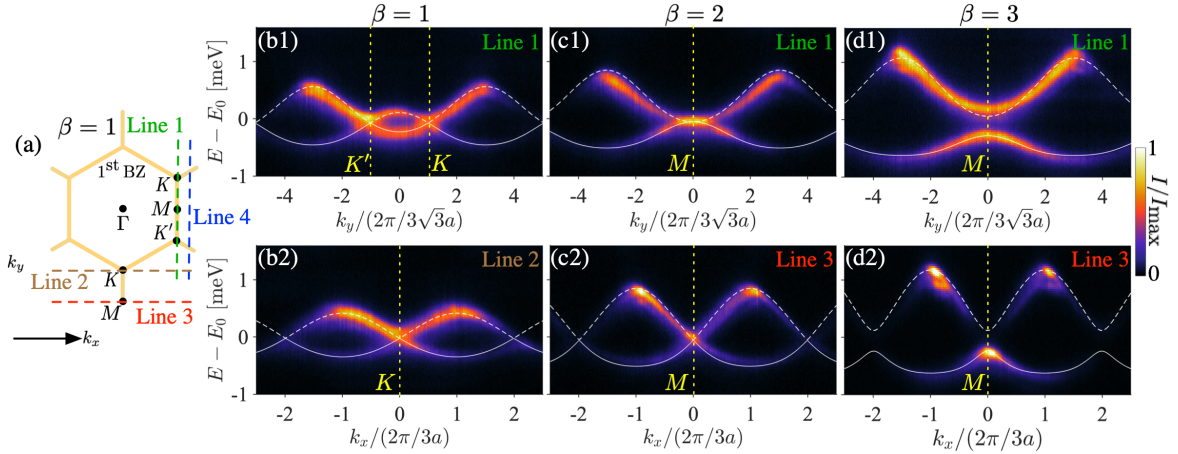 β = 1
β = 2
β = 3
(a)
β = 1
Line 1
1st BZ
K
M
Γ
K′
Line 4
k_y
Line 2
K
M
Line 3
k_x
(b1)
Line 1
E − E_0 [meV]
1
0
-1
K′
K
-4
-2
0
2
4
k_y/(2π/3√3a)
(c1)
Line 1
M
-4
-2
0
2
4
k_y/(2π/3√3a)
(d1)
Line 1
M
-4
-2
0
2
4
k_y/(2π/3√3a)
1
I/I_max
0
(b2)
Line 2
E − E_0 [meV]
1
0
-1
K
-2
-1
0
1
2
k_x/(2π/3a)
(c2)
Line 3
M
-2
-1
0
1
2
k_x/(2π/3a)
(d2)
Line 3
M
-2
-1
0
1
2
k_x/(2π/3a)